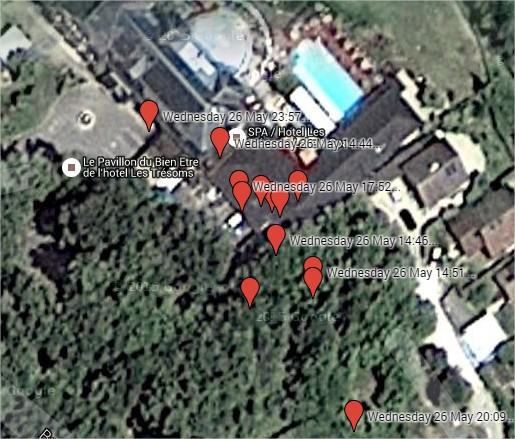 Wednesday 26 May 23:57...
SPA / Hotel Les
Wednesday 26 May 14:44...
Le Pavillon du Bien Etre
de l'hotel Les Trésoms
Wednesday 26 May 17:52...
Wednesday 26 May 14:46...
Wednesday 26 May 14:51...
Google
Wednesday 26 May 20:09...